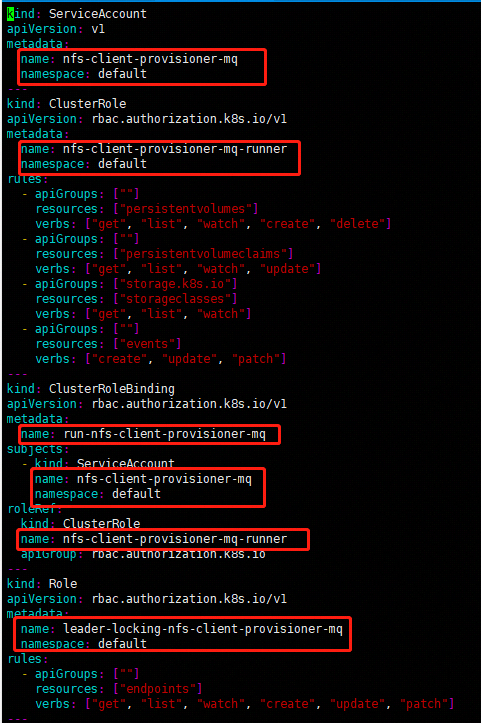 kind: ServiceAccount
apiVersion: v1
metadata:
  name: nfs-client-provisioner-mq
  namespace: default
---
kind: ClusterRole
apiVersion: rbac.authorization.k8s.io/v1
metadata:
  name: nfs-client-provisioner-mq-runner
  namespace: default
rules:
  - apiGroups: [""]
    resources: ["persistentvolumes"]
    verbs: ["get", "list", "watch", "create", "delete"]
  - apiGroups: [""]
    resources: ["persistentvolumeclaims"]
    verbs: ["get", "list", "watch", "update"]
  - apiGroups: ["storage.k8s.io"]
    resources: ["storageclasses"]
    verbs: ["get", "list", "watch"]
  - apiGroups: [""]
    resources: ["events"]
    verbs: ["create", "update", "patch"]
---
kind: ClusterRoleBinding
apiVersion: rbac.authorization.k8s.io/v1
metadata:
  name: run-nfs-client-provisioner-mq
subjects:
  - kind: ServiceAccount
    name: nfs-client-provisioner-mq
    namespace: default
roleRef:
  kind: ClusterRole
  name: nfs-client-provisioner-mq-runner
  apiGroup: rbac.authorization.k8s.io
---
kind: Role
apiVersion: rbac.authorization.k8s.io/v1
metadata:
  name: leader-locking-nfs-client-provisioner-mq
  namespace: default
rules:
  - apiGroups: [""]
    resources: ["endpoints"]
    verbs: ["get", "list", "watch", "create", "update", "patch"]
---